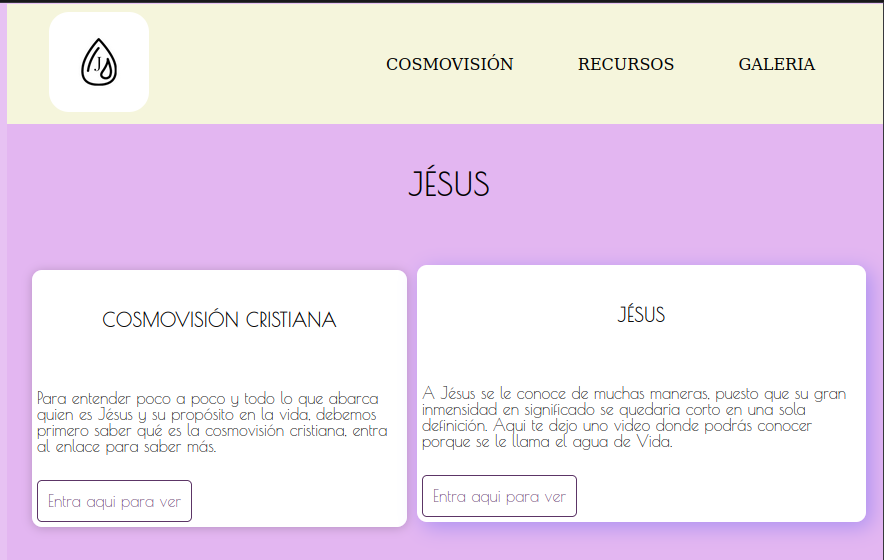 J
COSMOVISIÓN
RECURSOS
GALERIA
JÉSUS
COSMOVISIÓN CRISTIANA
Para entender poco a poco y todo lo que abarca
quien es Jésus y su propósito en la vida, debemos
primero saber qué es la cosmovisión cristiana, entra
al enlace para saber más.
Entra aqui para ver
JÉSUS
A Jésus se le conoce de muchas maneras, puesto que su gran
inmensidad en significado se quedaria corto en una sola
definición. Aqui te dejo uno video donde podrás conocer
porque se le llama el agua de Vida.
Entra aqui para ver